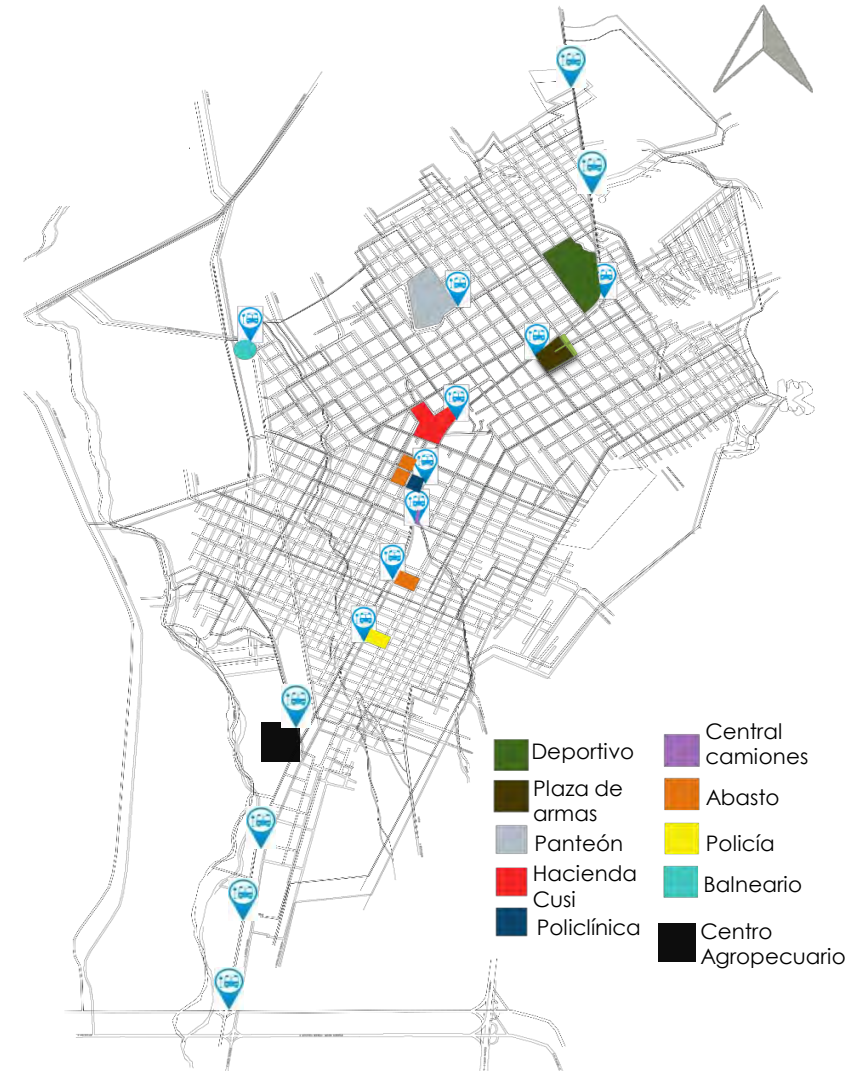 Deportivo
Plaza de
armas
Panteón
Hacienda
Cusi
Policlínica
Central
camiones
Abasto
Policía
Balneario
Centro
Agropecuario